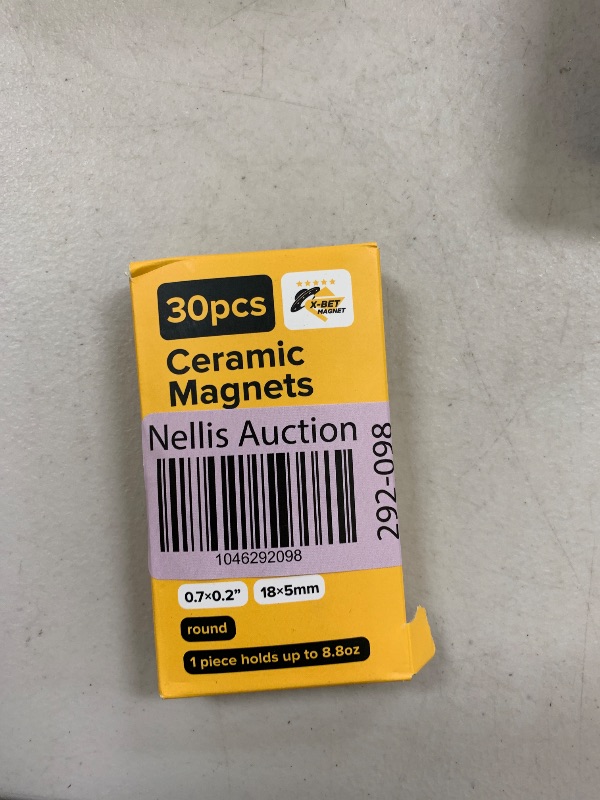 30pcs
X-BET
MAGNET
Ceramic
Magnets
Nellis Auction
292-098
1046292098
0.7×0.2"
18×5mm
round
1 piece holds up to 8.8oz